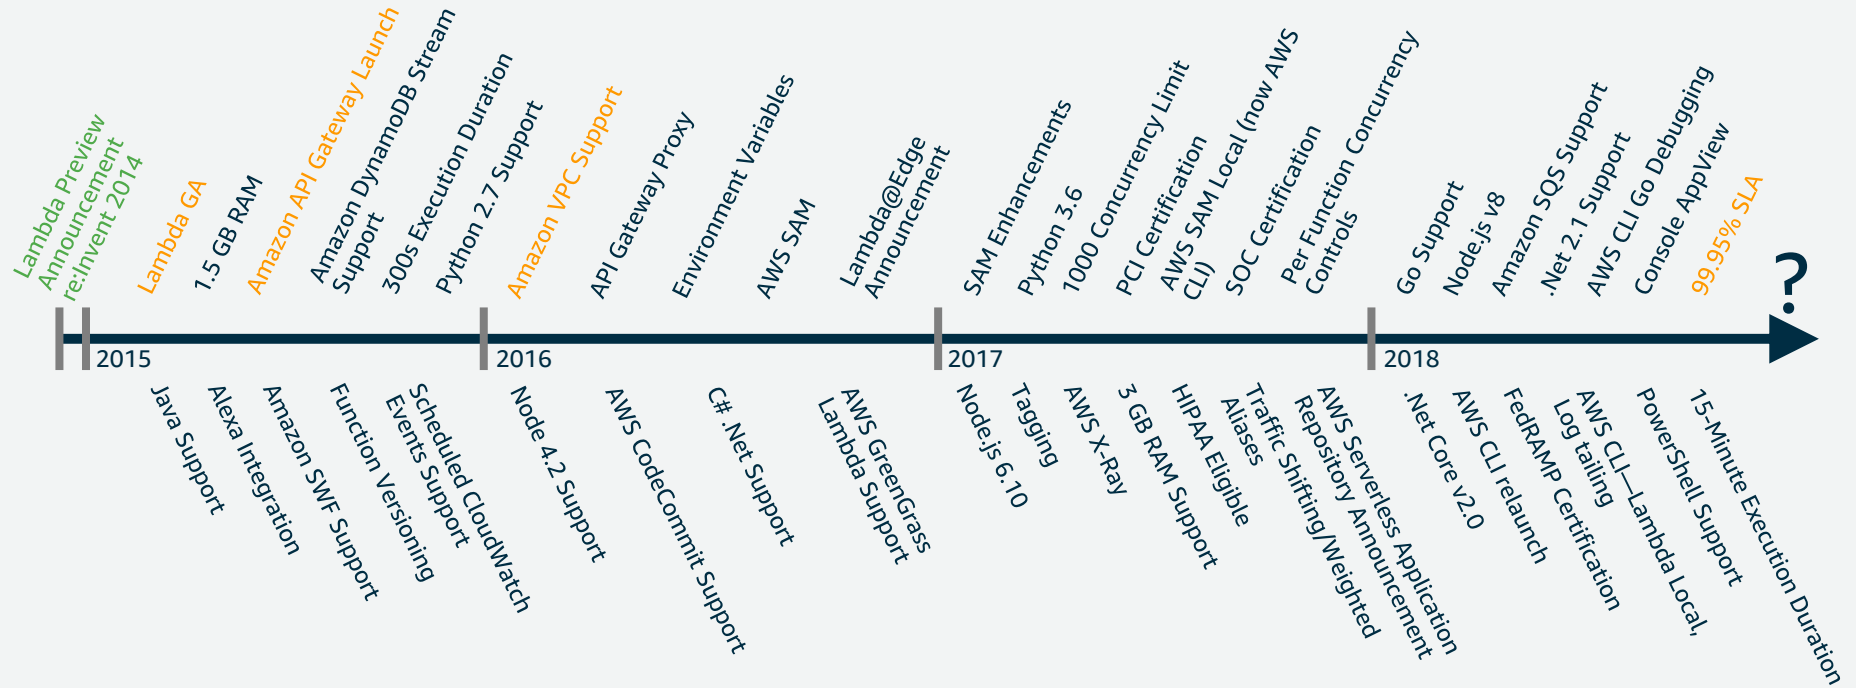 Lambda Preview
Announcement
re:Invent 2014
Lambda GA
1.5 GB RAM
Amazon API Gateway Launch
Amazon DynamoDB Stream
Support
300s Execution Duration
Python 2.7 Support
Amazon VPC Support
API Gateway Proxy
Environment Variables
AWS SAM
Lambda@Edge
Announcement
SAM Enhancements
Python 3.6
1000 Concurrency Limit
PCI Certification
AWS SAM Local (now AWS
CLI)
SOC Certification
Per Function Concurrency
Controls
Go Support
Node.js v8
Amazon SQS Support
.Net 2.1 Support
AWS CLI Go Debugging
Console AppView
99.95% SLA
?
2015
2016
2017
2018
Java Support
Alexa Integration
Amazon SWF Support
Function Versioning
Scheduled CloudWatch
Events Support
Node 4.2 Support
AWS CodeCommit Support
C# .Net Support
AWS GreenGrass
Lambda Support
Node.js 6.10
Tagging
AWS X-Ray
3 GB RAM Support
HIPAA Eligible
Traffic Shifting/Weighted
Aliases
AWS Serverless Application
Repository Announcement
.Net Core v2.0
AWS CLI relaunch
FedRAMP Certification
AWS CLI—Lambda Local,
Log tailing
PowerShell Support
15-Minute Execution Duration